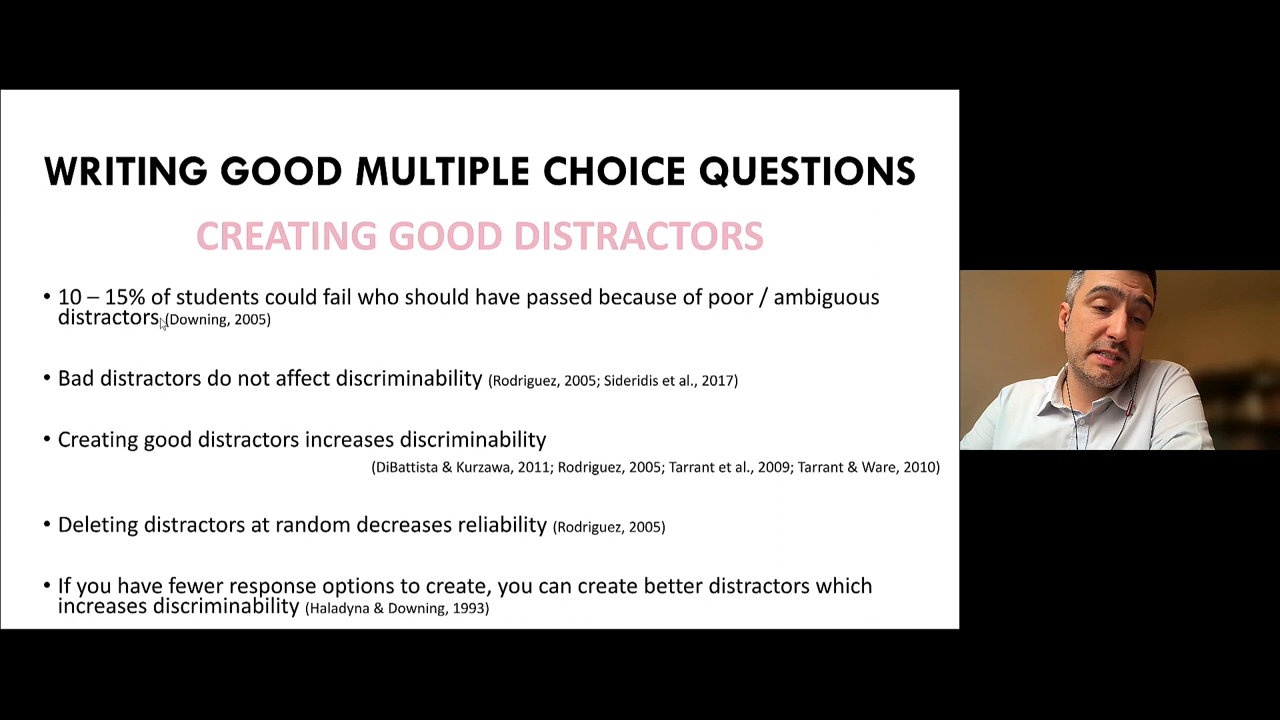 WRITING GOOD MULTIPLE CHOICE QUESTIONS
CREATING GOOD DISTRACTORS
• 10 – 15% of students could fail who should have passed because of poor / ambiguous
distractors (Downing, 2005)
• Bad distractors do not affect discriminability (Rodriguez, 2005; Sideridis et al., 2017)
• Creating good distractors increases discriminability
(DiBattista & Kurzawa, 2011; Rodriguez, 2005; Tarrant et al., 2009; Tarrant & Ware, 2010)
• Deleting distractors at random decreases reliability (Rodriguez, 2005)
• If you have fewer response options to create, you can create better distractors which
increases discriminability (Haladyna & Downing, 1993)